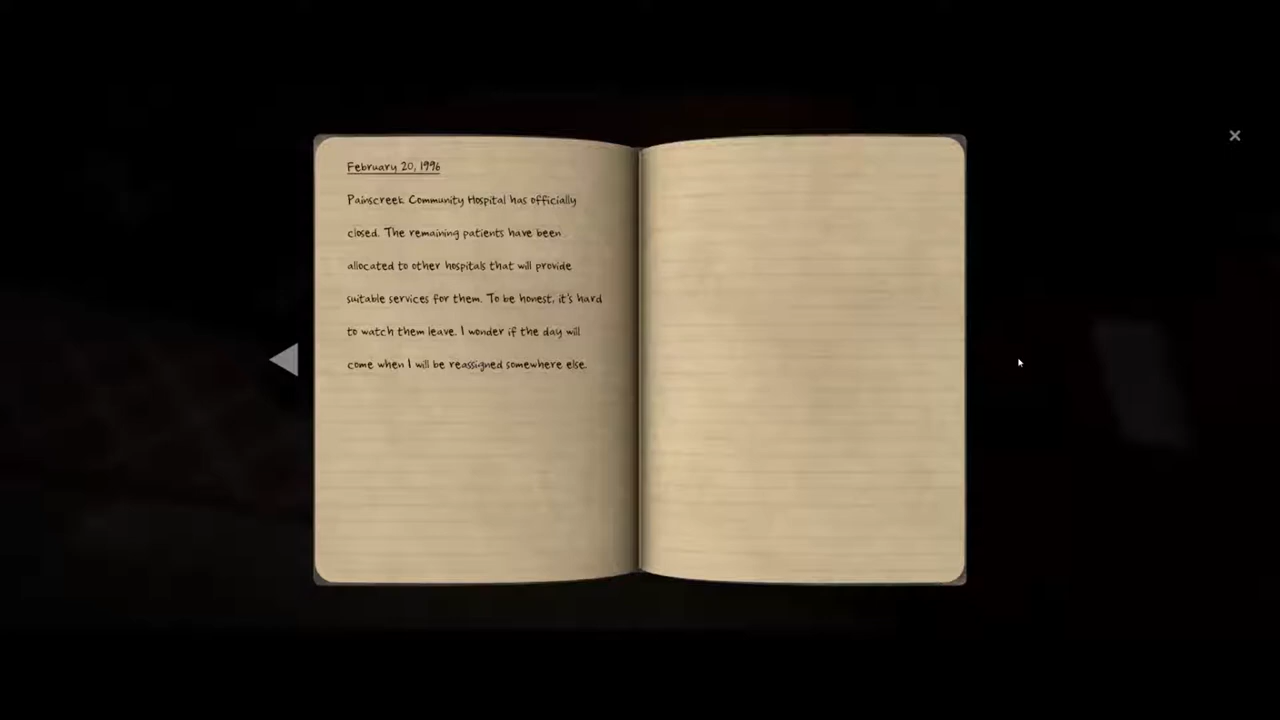 February 20, 1996
Painscreek Community Hospital has officially
closed. The remaining patients have been
allocated to other hospitals that will provide
suitable services for them. To be honest, it's hard
to watch them leave. I wonder if the day will
come when I will be reassigned somewhere else.